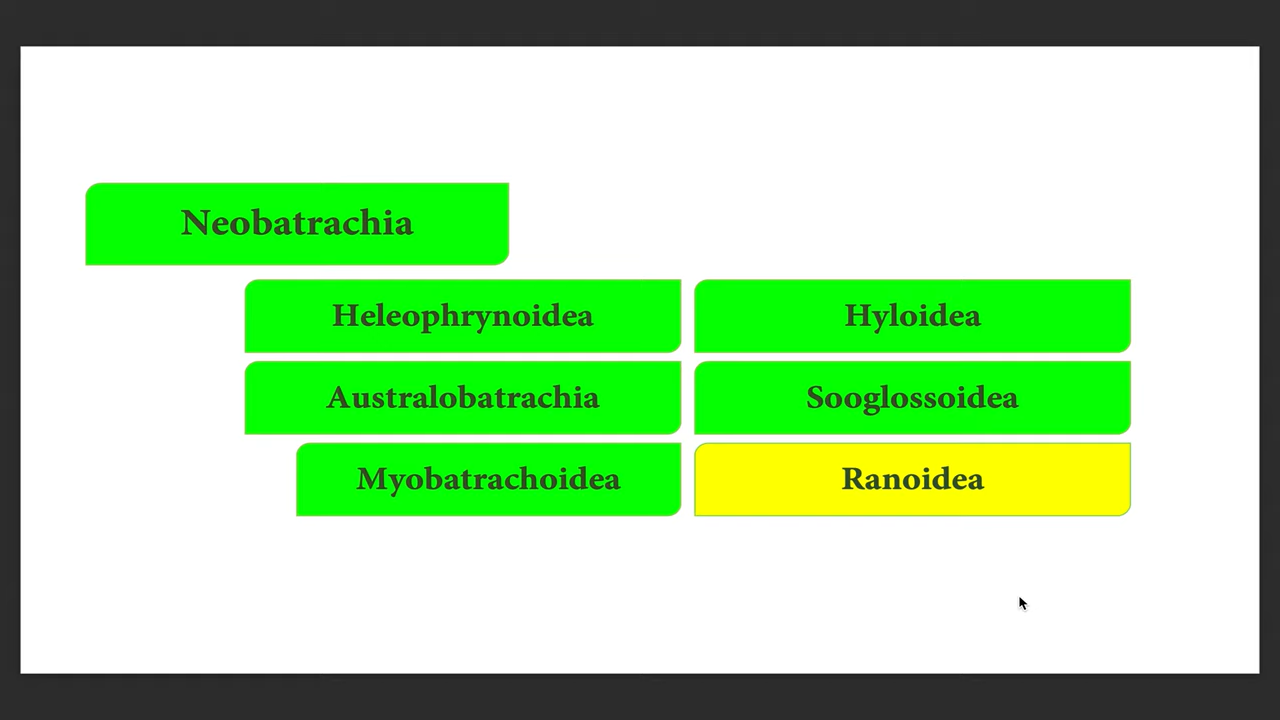 Neobatrachia
Heleophrynoidea
Hyloidea
Australobatrachia
Sooglossoidea
Myobatrachoidea
Ranoidea